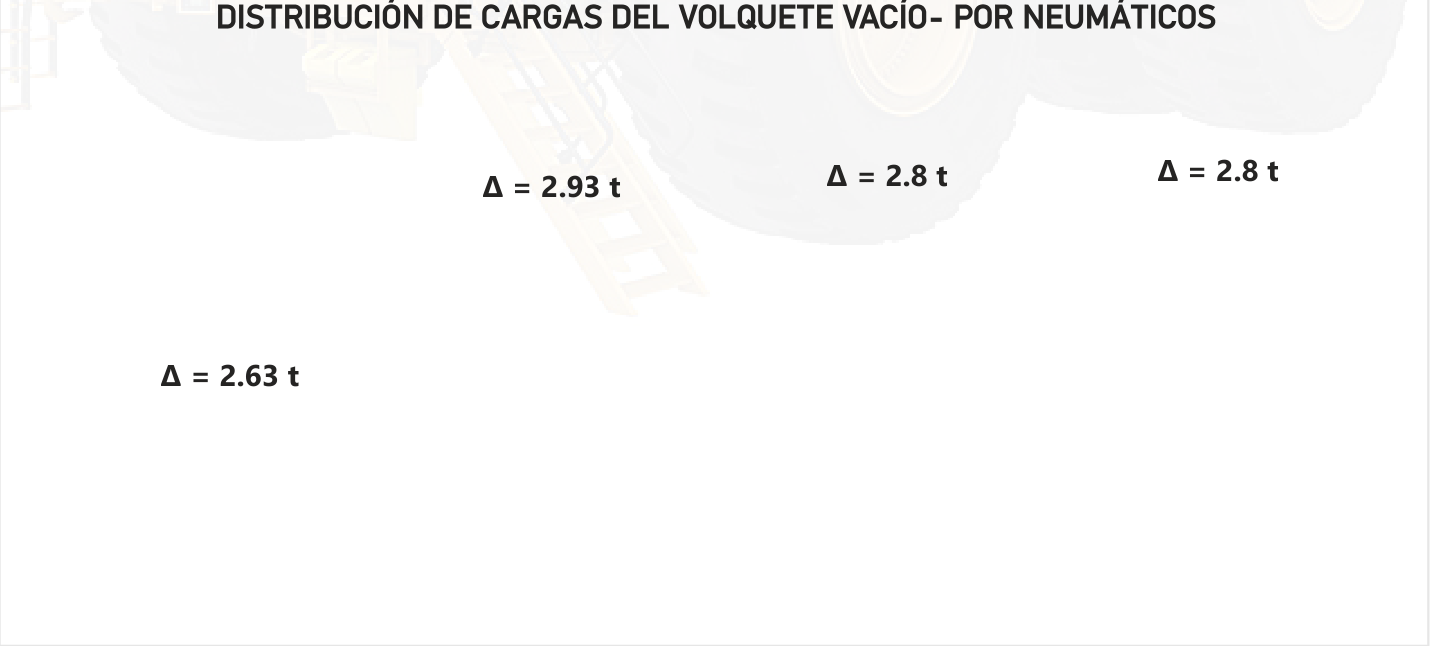 DISTRIBUCIÓN DE CARGAS DEL VOLQUETE VACÍO- POR NEUMÁTICOS
Δ = 2.93 t
Δ = 2.8 t
Δ = 2.8 t
Δ = 2.63 t